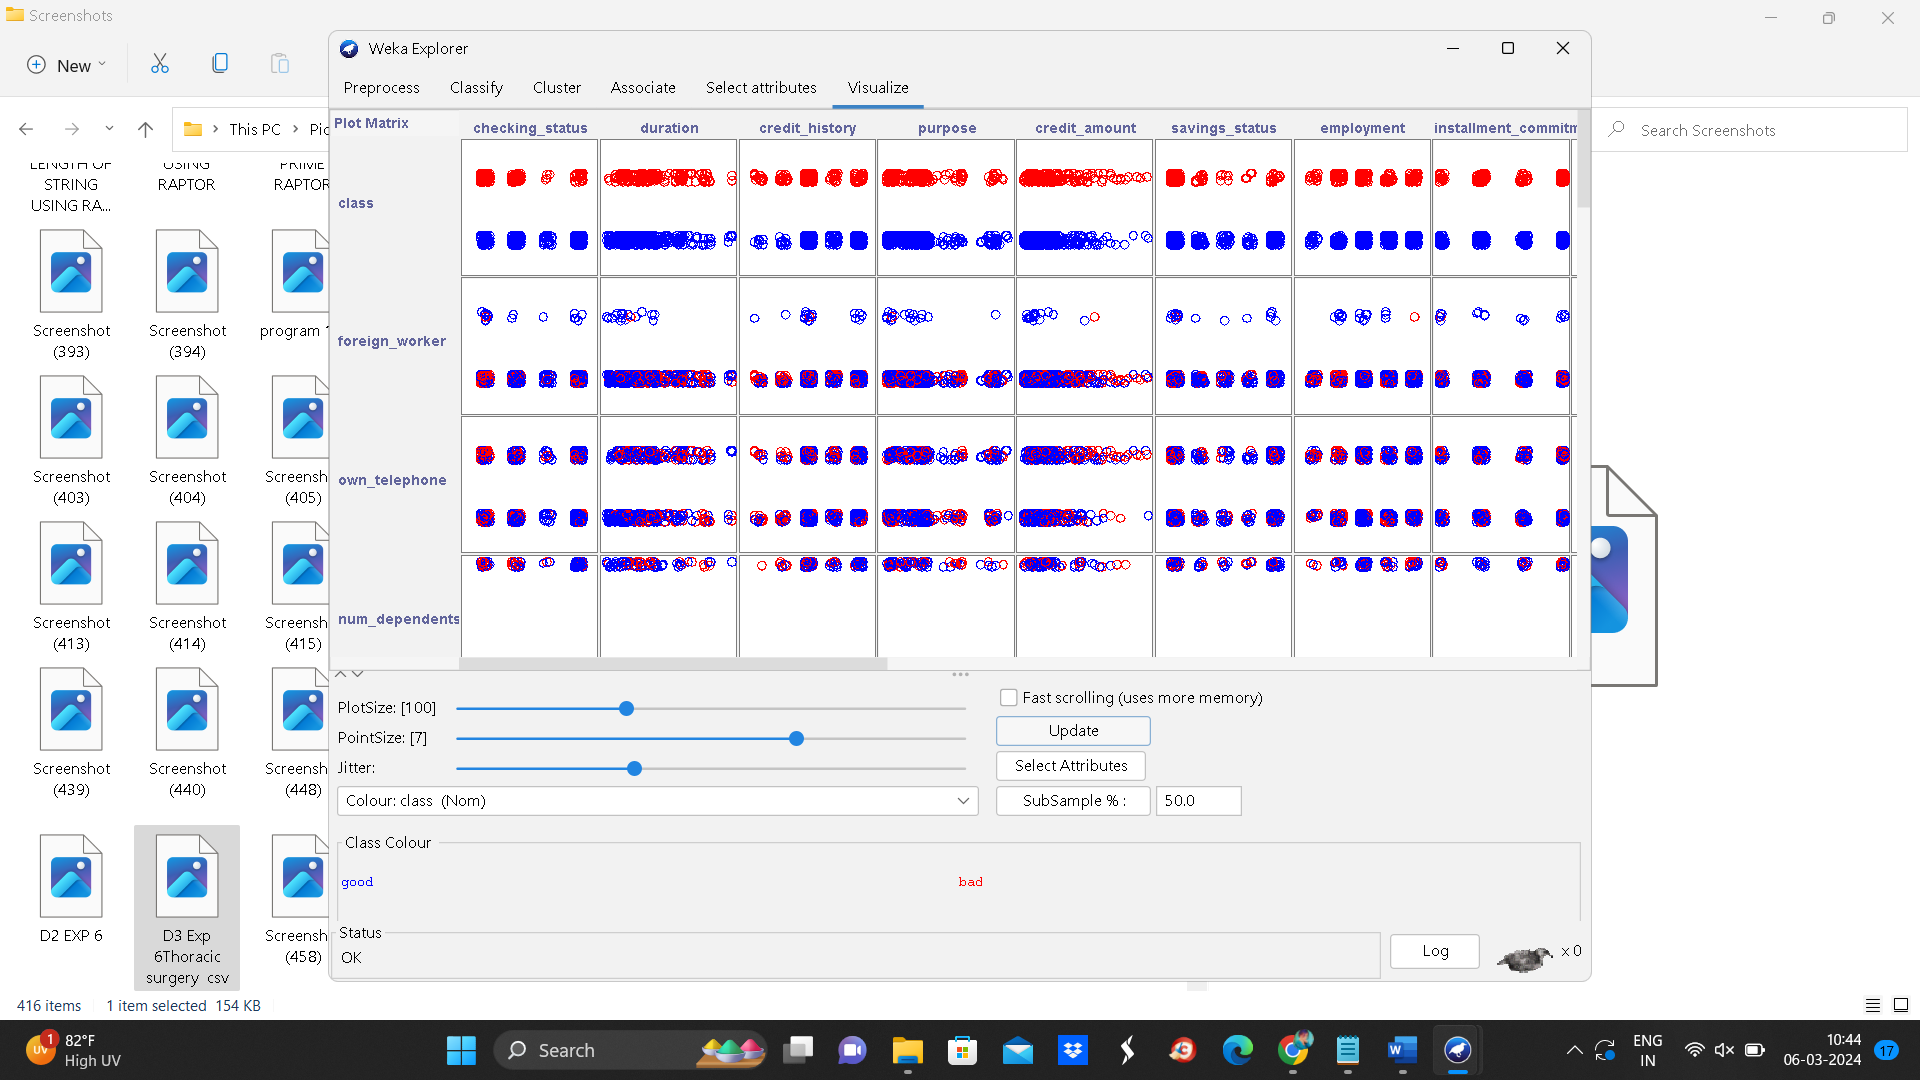 Screenshots
New
This PC
Search Screenshots
LENGTH OF
STRING
USING RA...
USING
RAPTOR
PRIME
RAPTOR
Screenshot
(393)
Screenshot
(394)
program
Screenshot
(403)
Screenshot
(404)
Screensh
(405)
Screenshot
(413)
Screenshot
(414)
Screensh
(415)
Screenshot
(439)
Screenshot
(440)
Screensh
(448)
D2 EXP 6
D3 Exp
6Thoracic
surgery csv
Screensh
(458)
416 items
1 item selected 154 KB
Weka Explorer
Preprocess Classify Cluster Associate Select attributes Visualize
Plot Matrix
checking_status duration credit_history purpose credit_amount savings_status employment installment_commitm
class
foreign_worker
own_telephone
num_dependents
PlotSize: [100]
PointSize: [7]
Jitter:
Colour: class (Nom)
Fast scrolling (uses more memory)
Update
Select Attributes
SubSample % : 50.0
Class Colour
good bad
Status
OK
Log
x 0
UV
1
82°F
High UV
Search
ENG
IN
10:44
06-03-2024
17